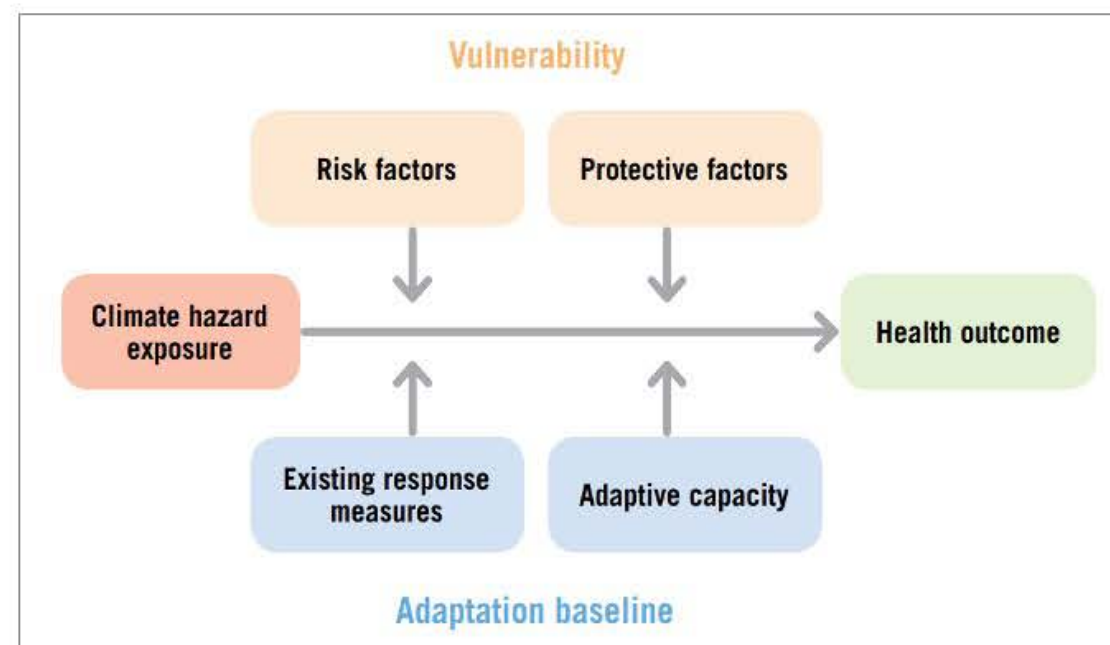 Vulnerability
Risk factors
Protective factors
Climate hazard
exposure
Health outcome
Existing response
measures
Adaptive capacity
Adaptation baseline